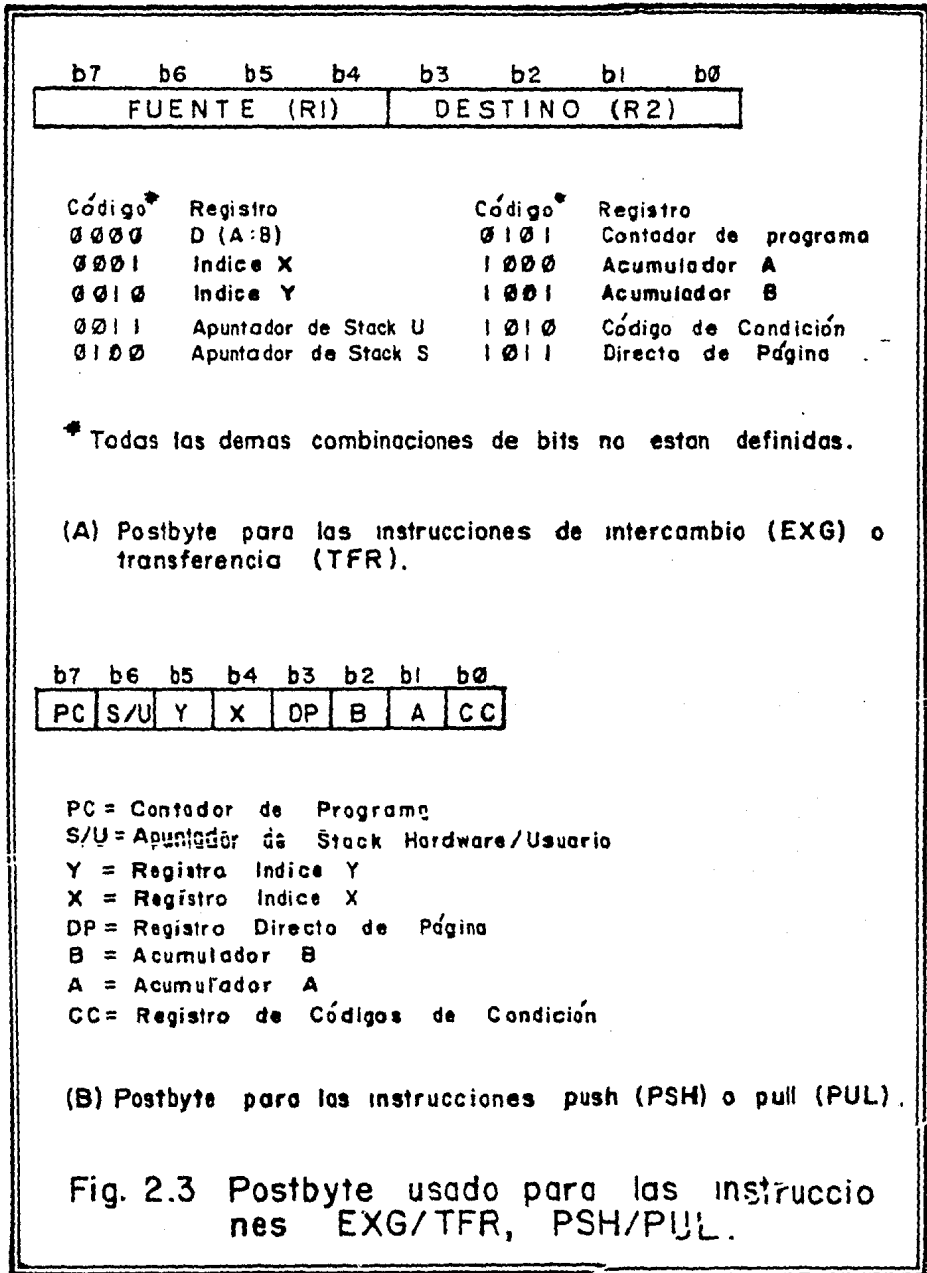 b7 b6 b5 b4 b3 b2 b1 bØ
FUENTE (R1) DESTINO (R2)
Código* Registro Código* Registro
ØØØØ D (A:B) Ø1Ø1 Contador de programa
ØØØ1 Indice X 1ØØØ Acumulador A
ØØ1Ø Indice Y 1ØØ1 Acumulador B
ØØ11 Apuntador de Stack U 1Ø1Ø Código de Condición
Ø1ØØ Apuntador de Stack S 1Ø11 Directo de Página
* Todas las demas combinaciones de bits no estan definidas.
(A) Postbyte para las instrucciones de intercambio (EXG) o
transferencia (TFR).
b7 b6 b5 b4 b3 b2 b1 bØ
PC S/U Y X DP B A CC
PC = Contador de Programa
S/U = Apuntador de Stack Hardware/Usuario
Y = Registro Indice Y
X = Registro Indice X
DP = Registro Directo de Página
B = Acumulador B
A = Acumulador A
CC = Registro de Códigos de Condición
(B) Postbyte para las instrucciones push (PSH) o pull (PUL).
Fig. 2.3 Postbyte usado para las instruccio
nes EXG/TFR, PSH/PUL.